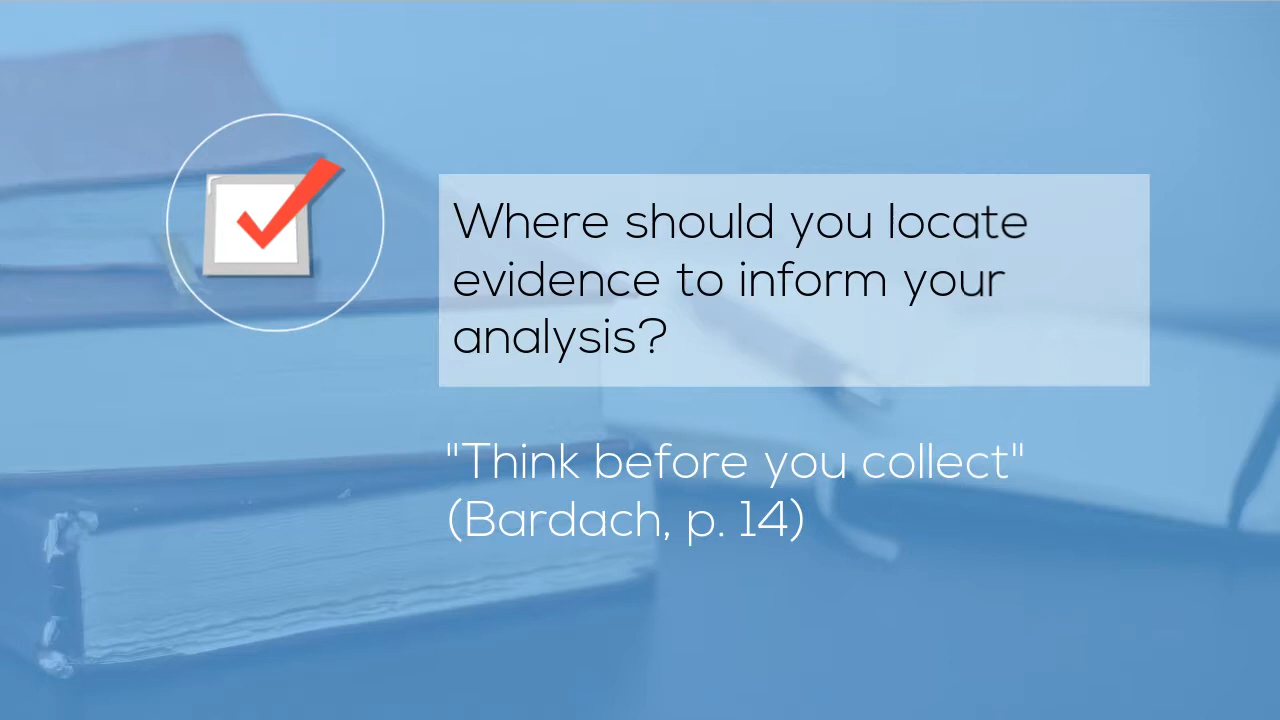 Where should you locate
evidence to inform your
analysis?
"Think before you collect"
(Bardach, p. 14)